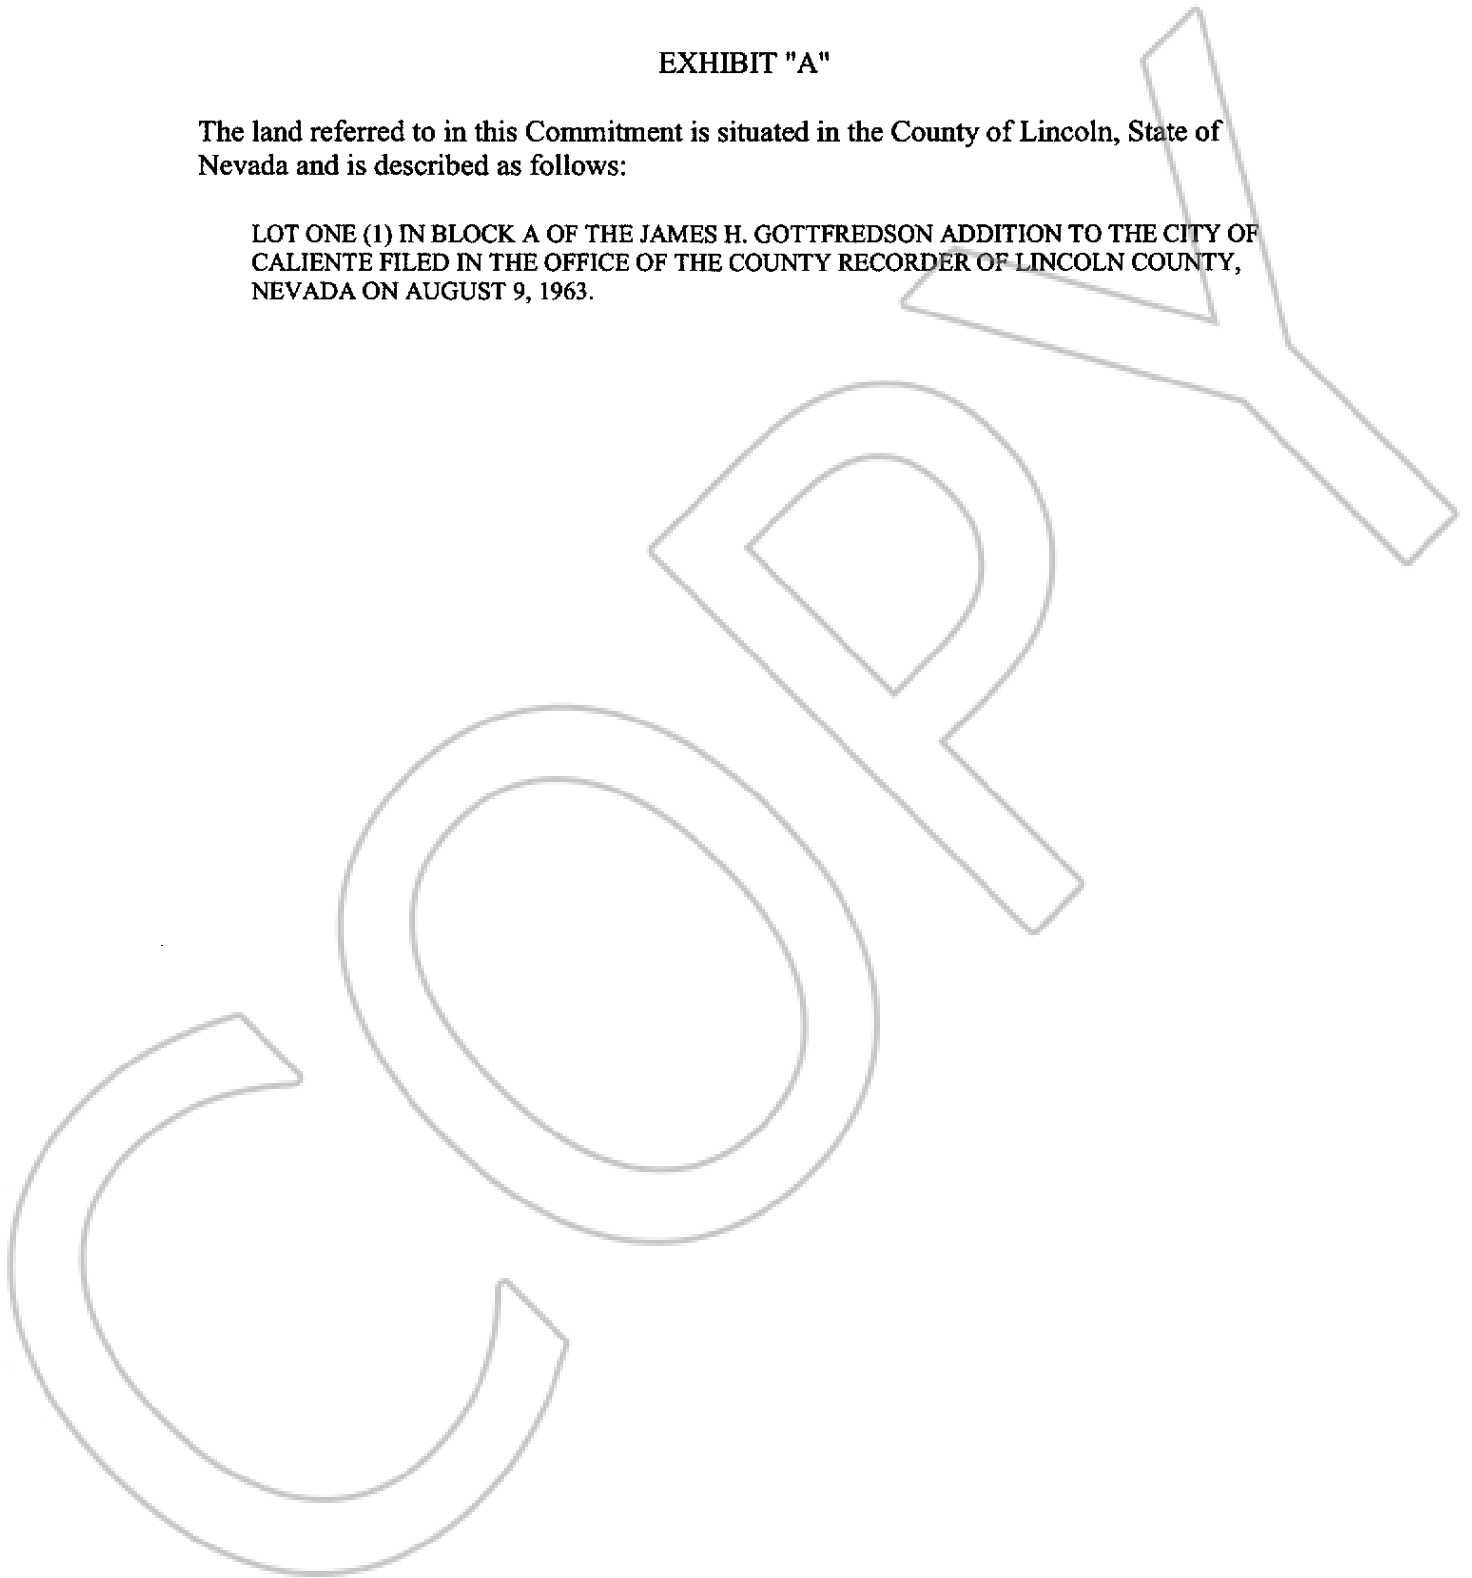 EXHIBIT "A"
The land referred to in this Commitment is situated in the County of Lincoln, State of
Nevada and is described as follows:
LOT ONE (1) IN BLOCK A OF THE JAMES H. GOTTFREDSON ADDITION TO THE CITY OF
CALIENTE FILED IN THE OFFICE OF THE COUNTY RECORDER OF LINCOLN COUNTY,
NEVADA ON AUGUST 9, 1963.
COPY